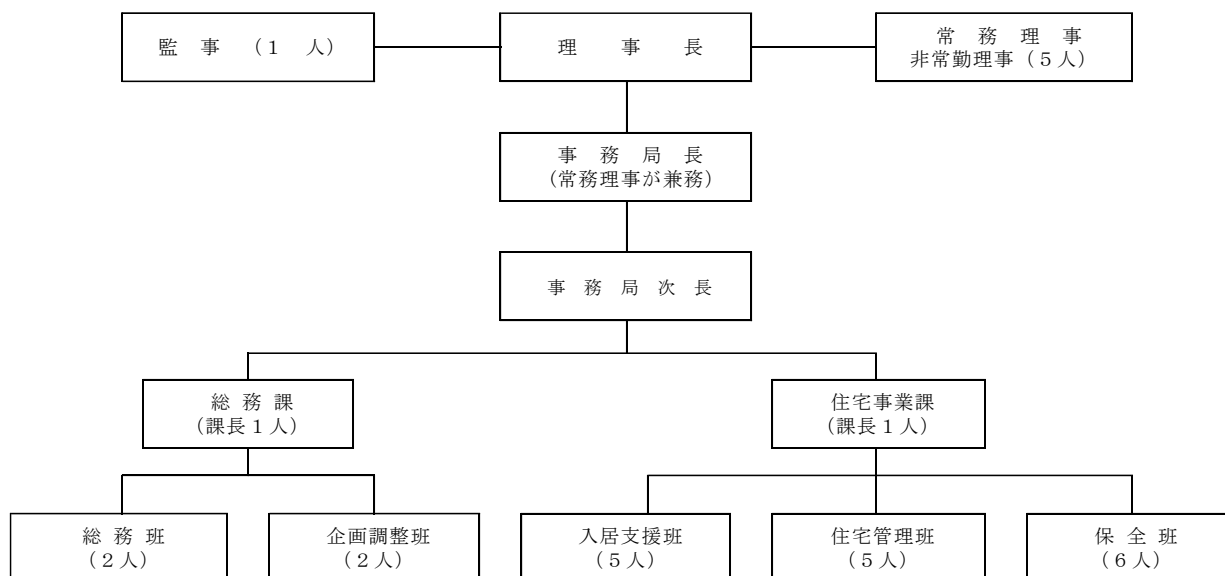 監事（１人）
理事長
常務理事
非常勤理事（５人）
事務局長
(常務理事が兼務)
事務局次長
総務課
(課長１人)
住宅事業課
(課長１人)
総務班
(２人)
企画調整班
(２人)
入居支援班
(５人)
住宅管理班
(５人)
保全班
(６人)